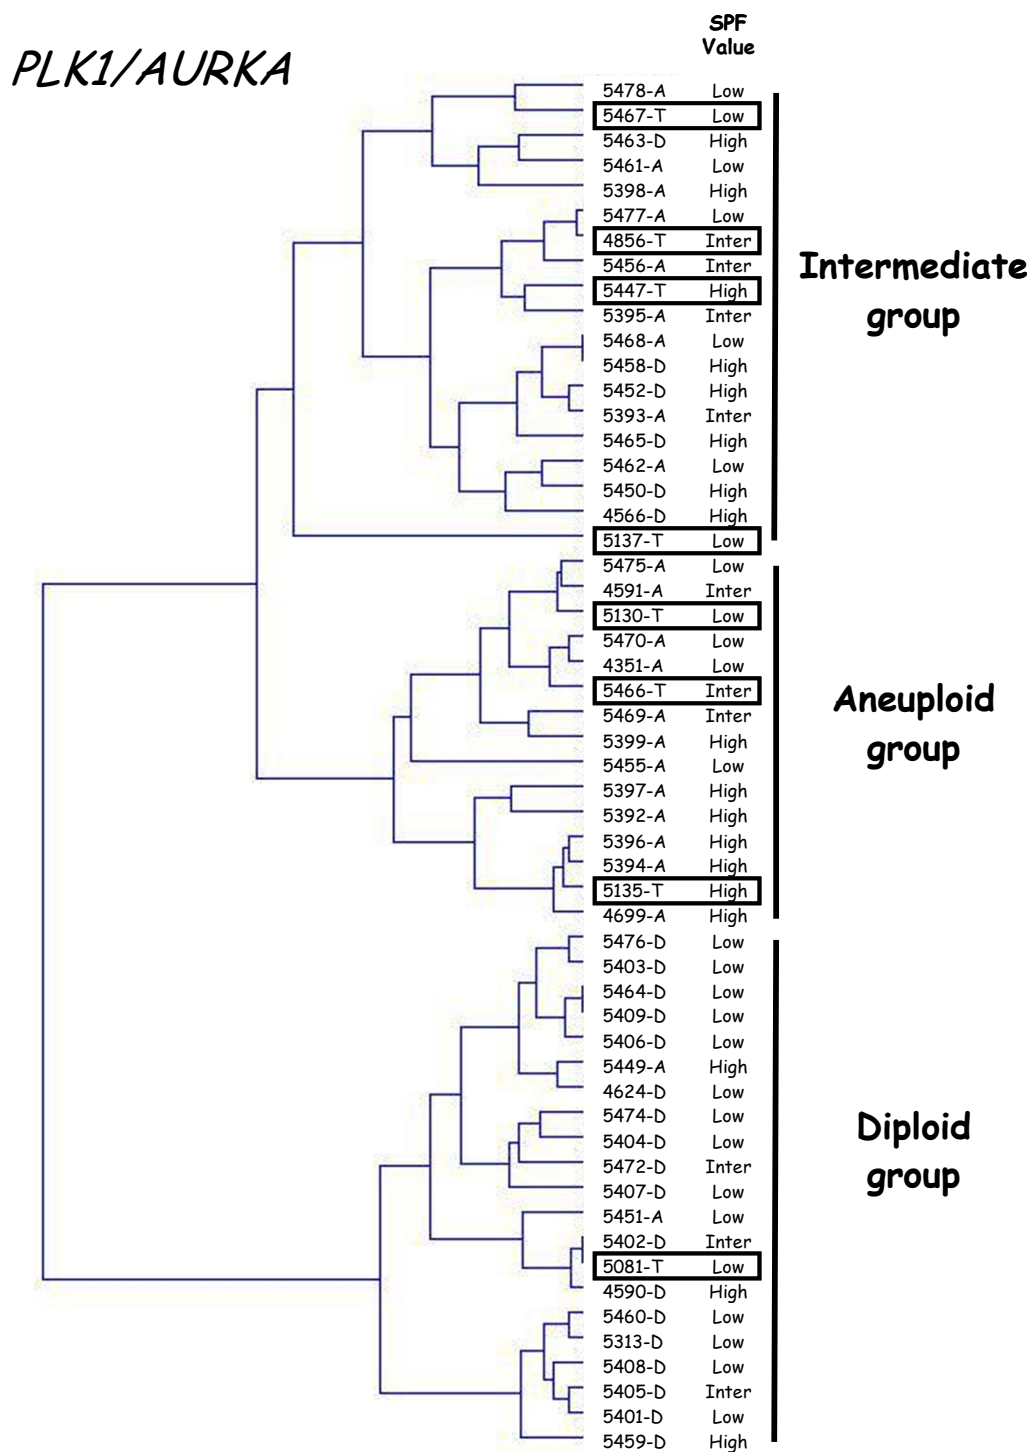 PLK1/AURKA
SPF
Value
5478-A Low
5467-T Low
5463-D High
5461-A Low
5398-A High
5477-A Low
4856-T Inter
5456-A Inter
5447-T High
5395-A Inter
5468-A Low
5458-D High
5452-D High
5393-A Inter
5465-D High
5462-A Low
5450-D High
4566-D High
5137-T Low
Intermediate
group
5475-A Low
4591-A Inter
5130-T Low
5470-A Low
4351-A Low
5466-T Inter
5469-A Inter
5399-A High
5455-A Low
5397-A High
5392-A High
5396-A High
5394-A High
5135-T High
4699-A High
Aneuploid
group
5476-D Low
5403-D Low
5464-D Low
5409-D Low
5406-D Low
5449-A High
4624-D Low
5474-D Low
5404-D Low
5472-D Inter
5407-D Low
5451-A Low
5402-D Inter
5081-T Low
4590-D High
5460-D Low
5313-D Low
5408-D Low
5405-D Inter
5401-D Low
5459-D High
Diploid
group